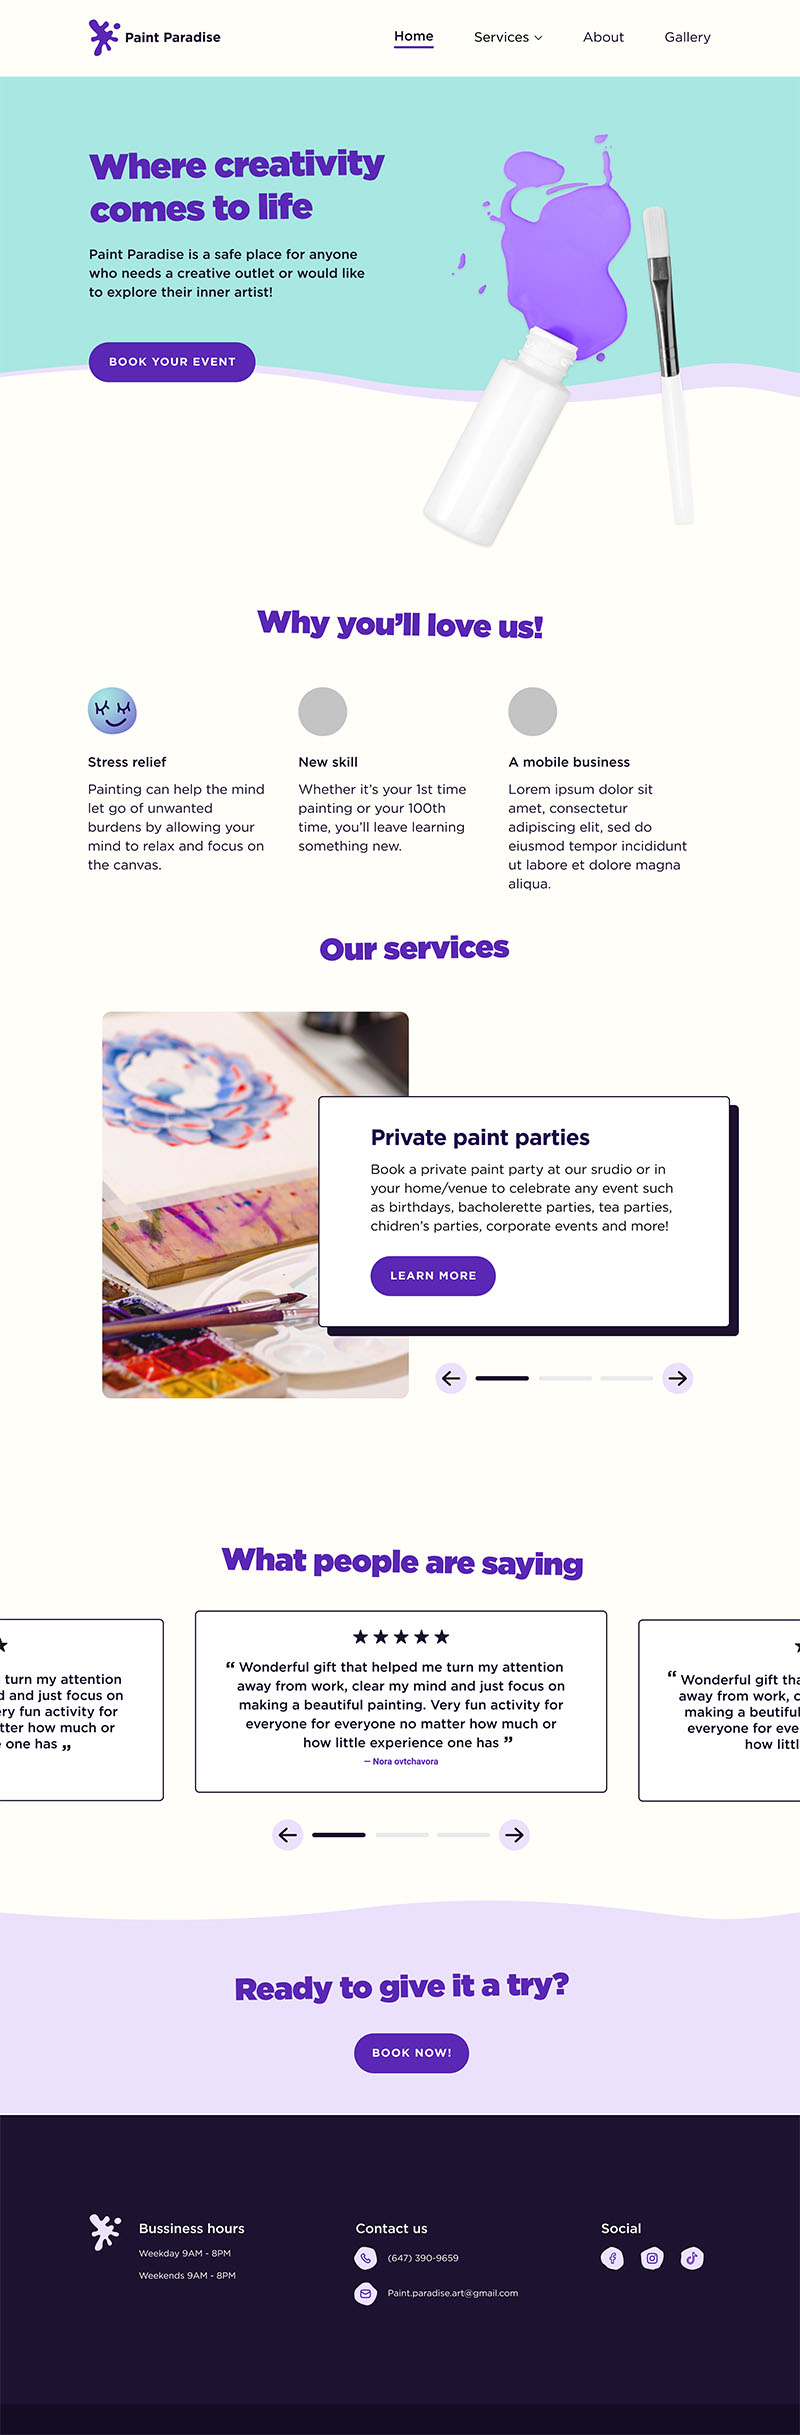 Paint Paradise
Home
Services
About
Gallery
Where creativity
comes to life
Paint Paradise is a safe place for anyone
who needs a creative outlet or would like
to explore their inner artist!
BOOK YOUR EVENT
Why you'll love us!
Stress relief
Painting can help the mind
let go of unwanted
burdens by allowing your
mind to relax and focus on
the canvas.
New skill
Whether it's your 1st time
painting or your 100th
time, you'll leave learning
something new.
A mobile business
Lorem ipsum dolor sit
amet, consectetur
adipiscing elit, sed do
eiusmod tempor incididunt
ut labore et dolore magna
aliqua.
Our services
Private paint parties
Book a private paint party at our srudio or in
your home/venue to celebrate any event such
as birthdays, bacholerette parties, tea parties,
chidren's parties, corporate events and more!
LEARN MORE
What people are saying
turn my attention
d and just focus on
ry fun activity for
tter how much or
one has „
“ Wonderful gift that helped me turn my attention
away from work, clear my mind and just focus on
making a beautiful painting. Very fun activity for
everyone for everyone no matter how much or
how little experience one has ”
— Nora ovtchavora
“ Wonderful gift tha
away from work, c
making a beutiful
everyone for eve
how littl
Ready to give it a try?
BOOK NOW!
Bussiness hours
Weekday 9AM - 8PM
Weekends 9AM - 8PM
Contact us
(647) 390-9659
Paint.paradise.art@gmail.com
Social